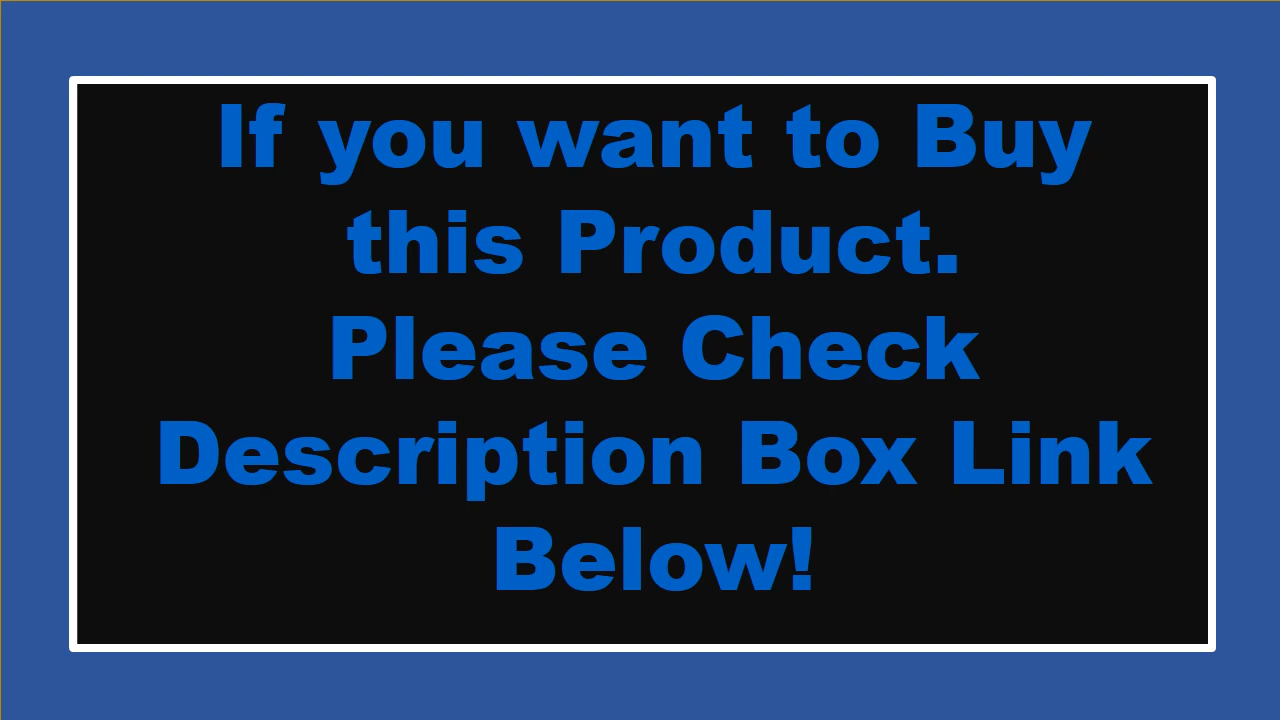 If you want to Buy
this Product.
Please Check
Description Box Link
Below!